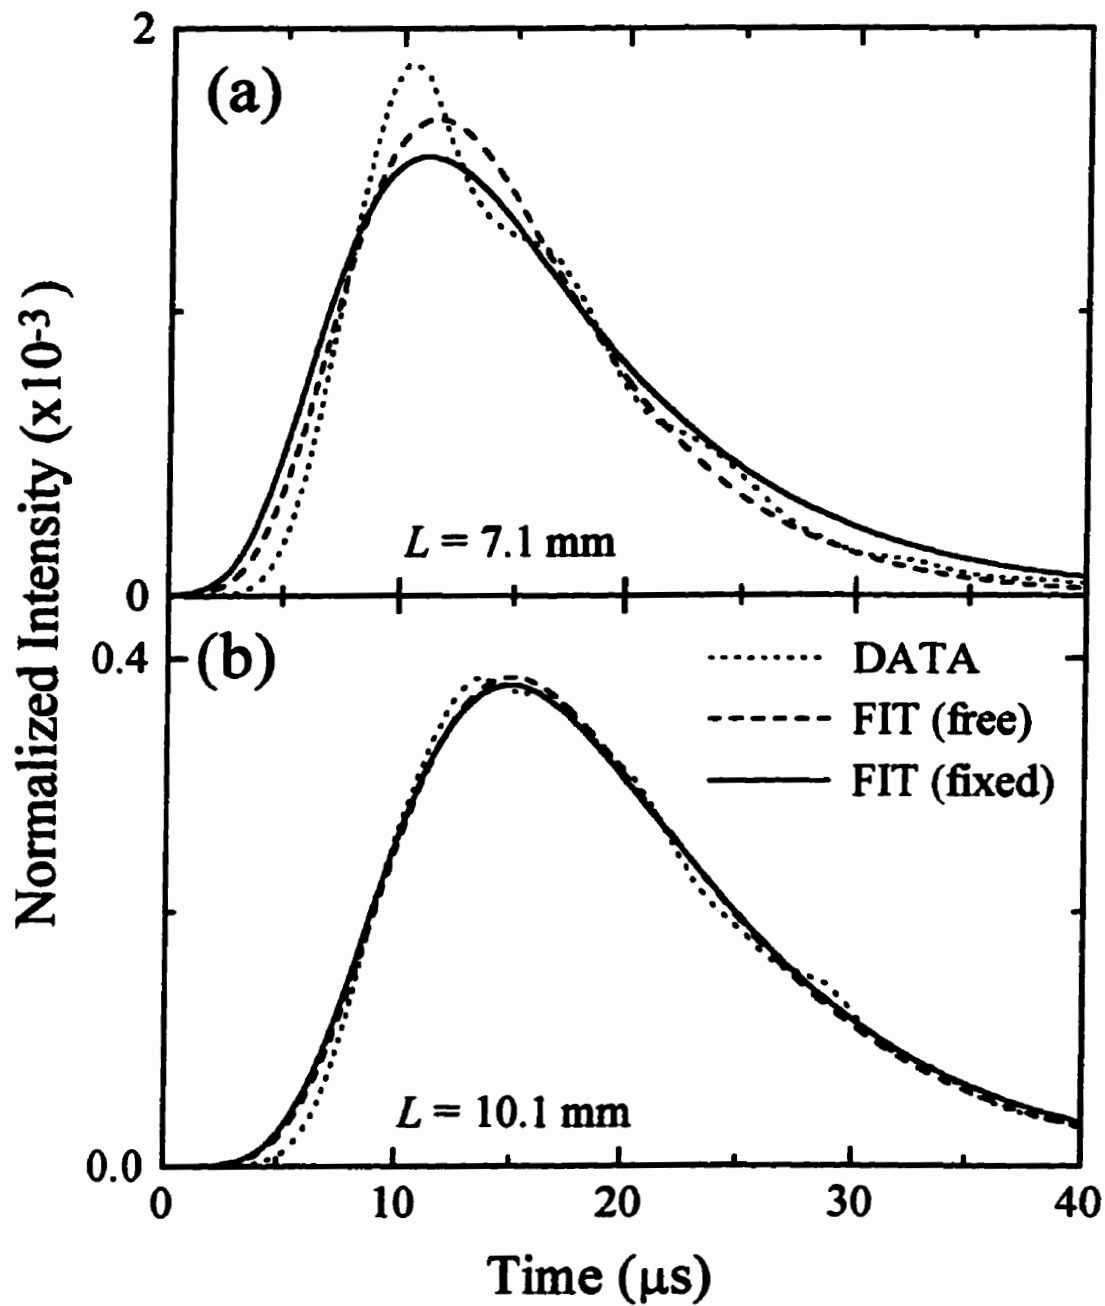 2
(a)
Normalized Intensity (x10-3)
L = 7.1 mm
0
0.4
(b)
DATA
FIT (free)
FIT (fixed)
L = 10.1 mm
0.0
0 10 20 30 40
Time (μs)